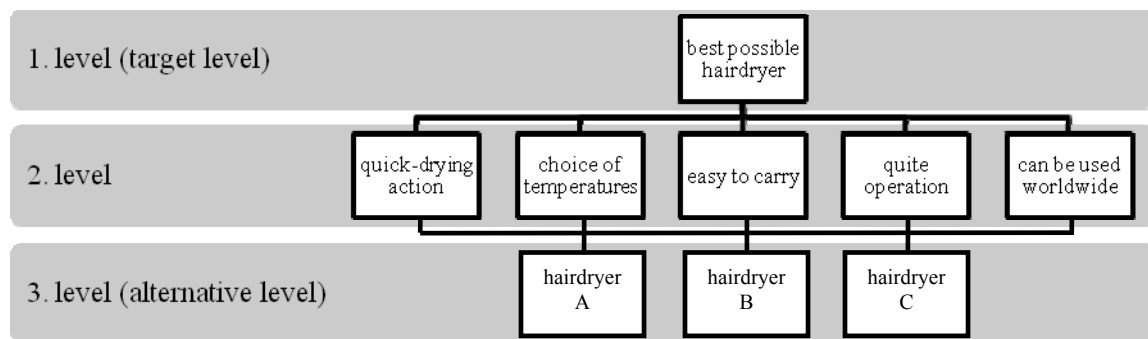 1. level (target level)
best possible
hairdryer
2. level
quick-drying
action
choice of
temperatures
easy to carry
quite
operation
can be used
worldwide
3. level (alternative level)
hairdryer
A
hairdryer
B
hairdryer
C